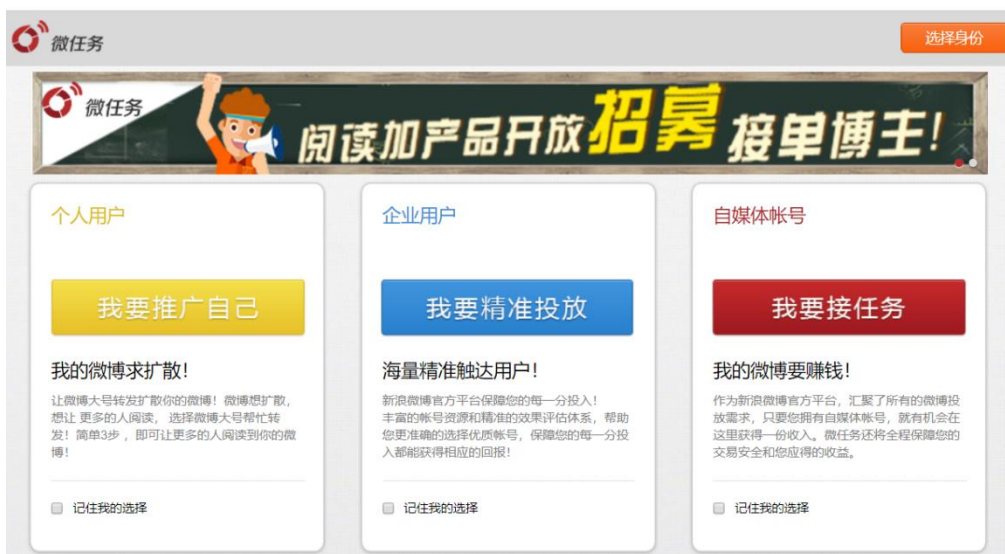 微任务
选择身份
微任务
阅读加产品开放招募接单博主!
个人用户
我要推广自己
我的微博求扩散!
让微博大号转发扩散你的微博!微博想扩散,
想让 更多的人阅读, 选择微博大号帮忙转
发!简单3步 ,即可让更多的人阅读到你的微
博!
记住我的选择
企业用户
我要精准投放
海量精准触达用户!
新浪微博官方平台保障您的每一分投入!
丰富的帐号资源和精准的效果评估体系,帮助
您更准确的选择优质帐号,保障您的每一分投
入都能获得相应的回报!
记住我的选择
自媒体帐号
我要接任务
我的微博要赚钱!
作为新浪微博官方平台,汇聚了所有的微博投
放需求,只要您拥有自媒体帐号,就有机会在
这里获得一份收入。微任务还将全程保障您的
交易安全和您应得的收益。
记住我的选择